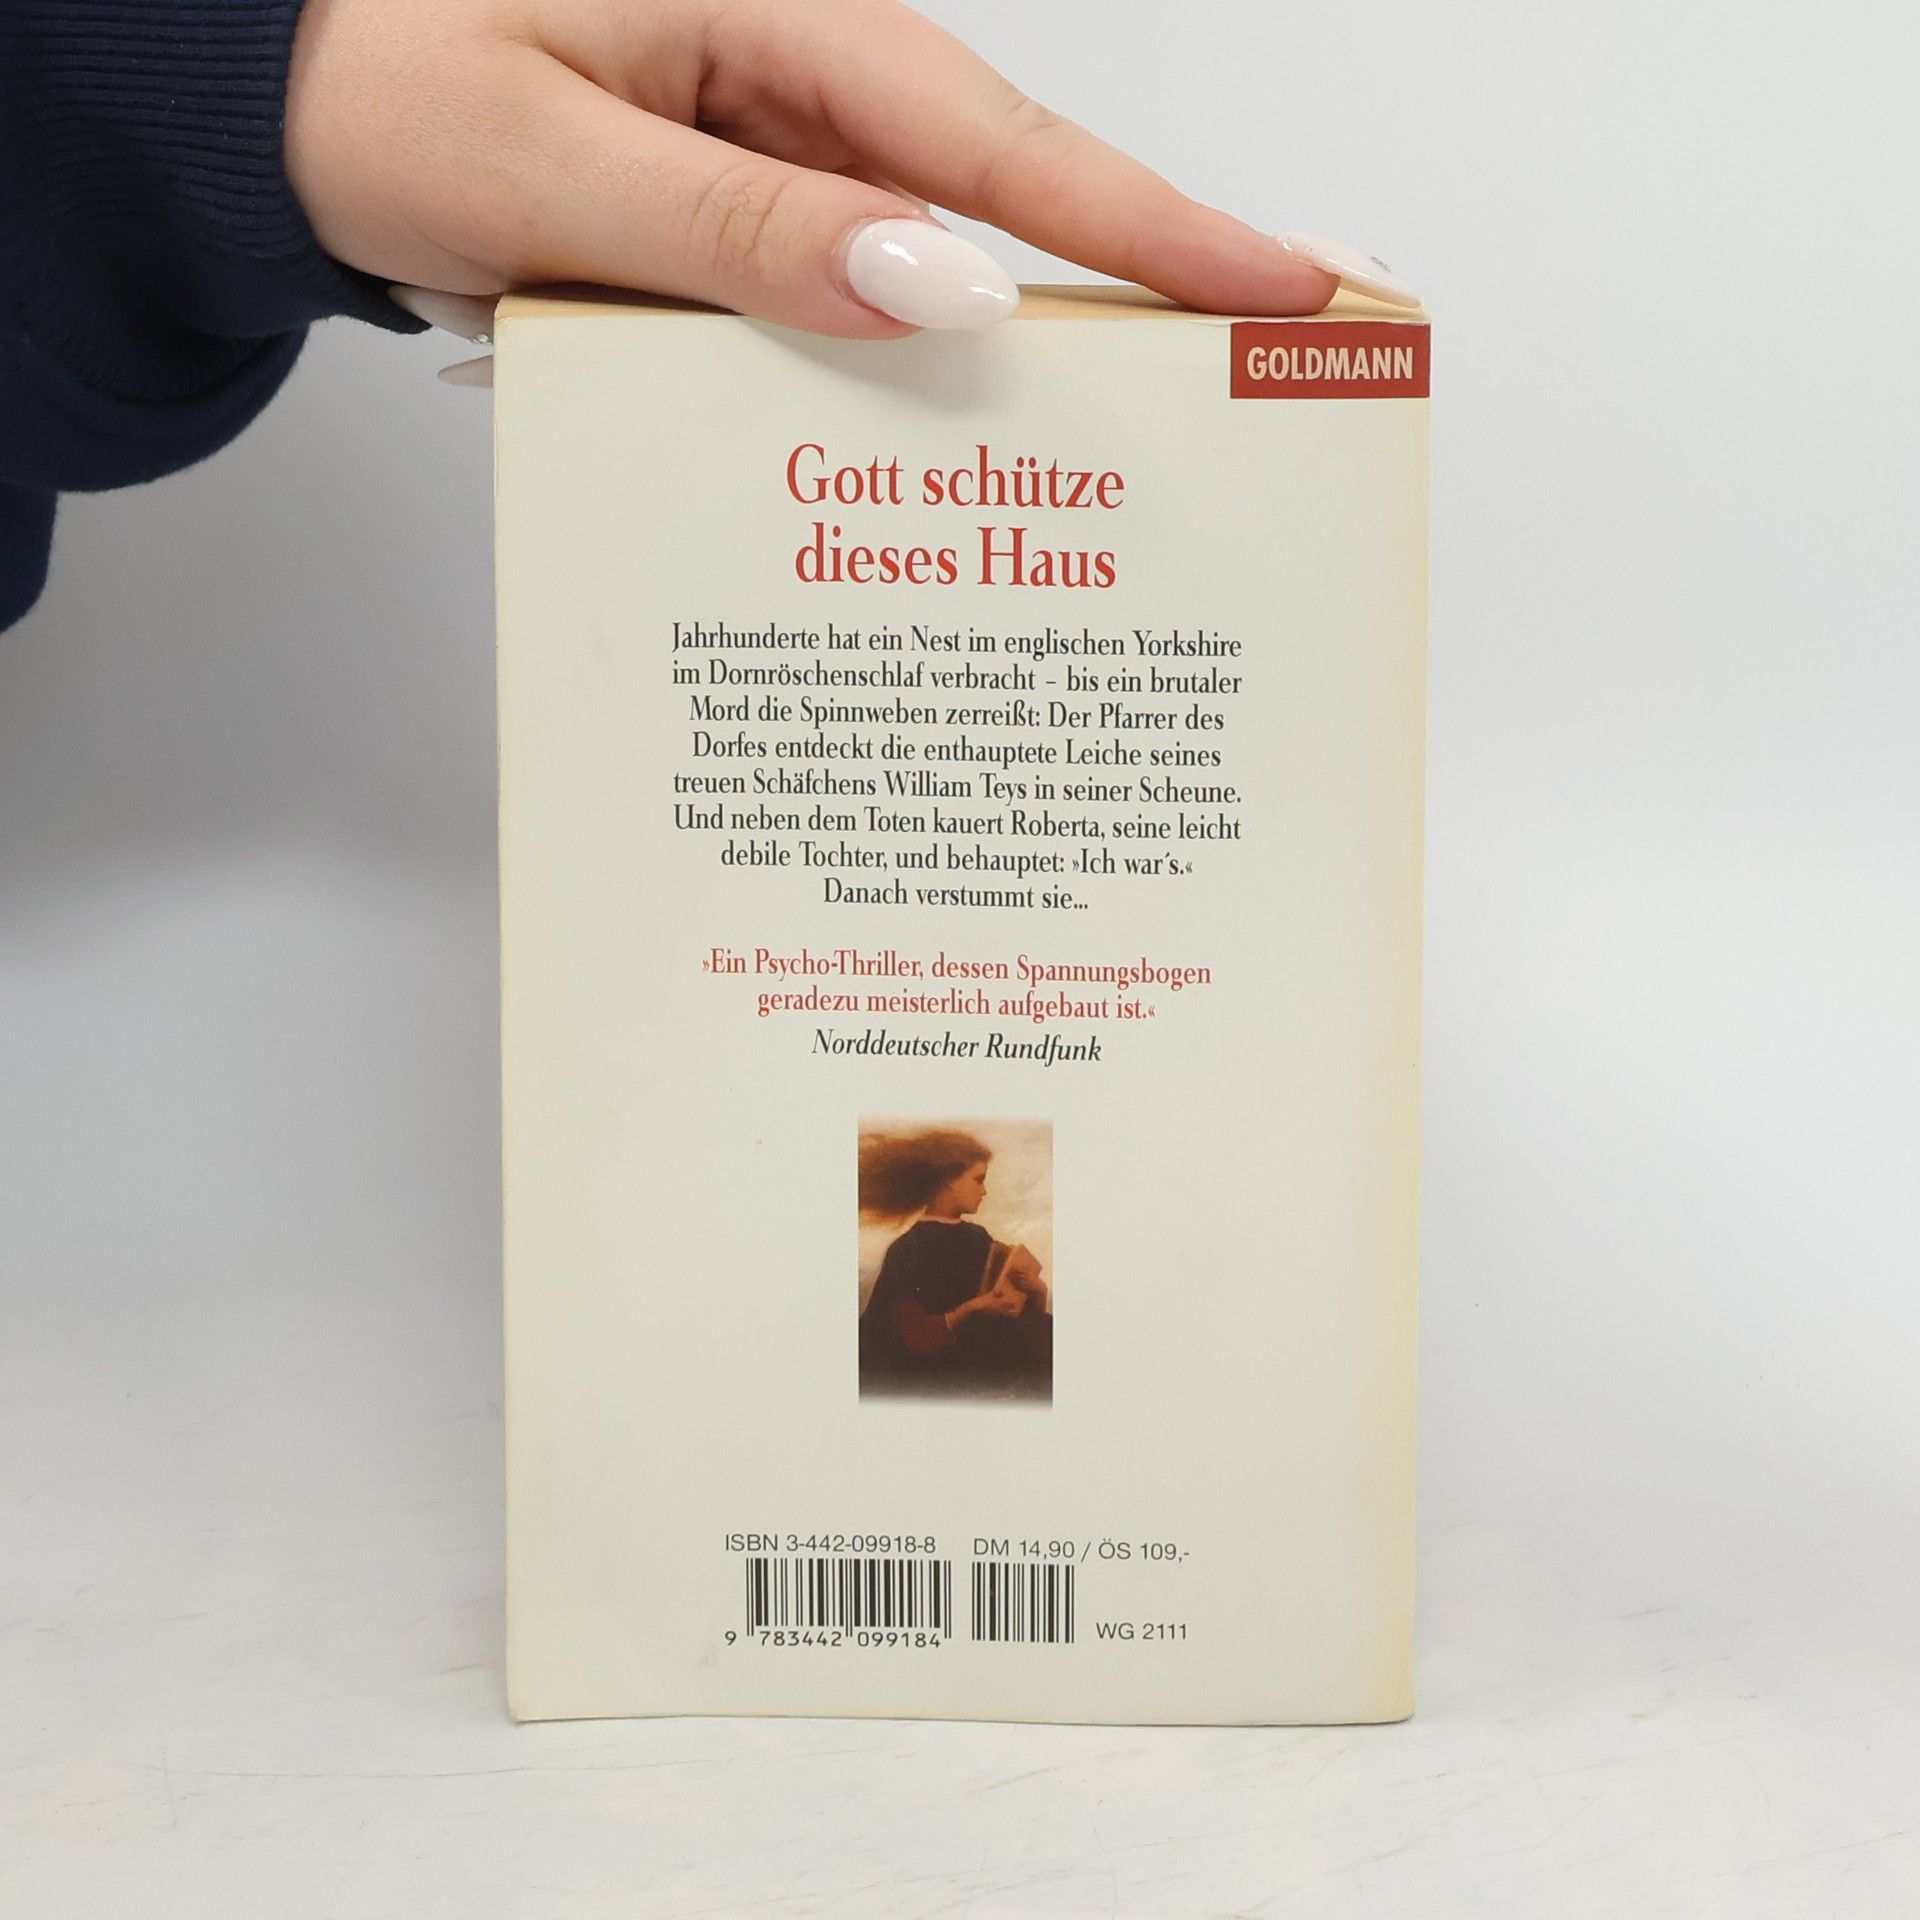 GOLDMANN
Gott schütze
dieses Haus
Jahrhunderte hat ein Nest im englischen Yorkshire
im Dornröschenschlaf verbracht – bis ein brutaler
Mord die Spinnweben zerreißt: Der Pfarrer des
Dorfes entdeckt die enthauptete Leiche seines
treuen Schäfchens William Teys in seiner Scheune.
Und neben dem Toten kauert Roberta, seine leicht
debile Tochter, und behauptet: »Ich war´s.«
Danach verstummt sie...
»Ein Psycho-Thriller, dessen Spannungsbogen
geradezu meisterlich aufgebaut ist.«
Norddeutscher Rundfunk
ISBN 3-442-09918-8 DM 14,90 / ÖS 109,-
9 783442 099184 WG 2111